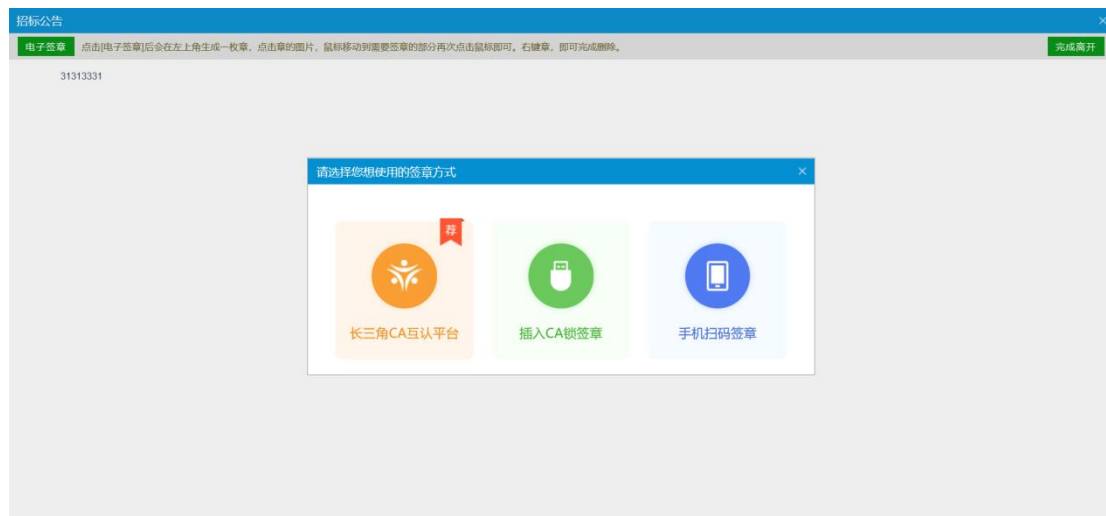 招标公告
电子签章 点击[电子签章]后会在左上角生成一枚章，点击章的图片，鼠标移动到需要签章的部分再次点击鼠标即可。右键章，即可完成删除。 完成离开
31313331
请选择您想使用的签章方式
荐
长三角CA互认平台 插入CA锁签章 手机扫码签章